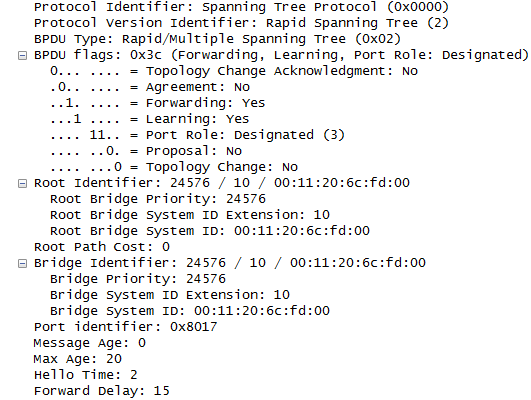 Protocol Identifier: Spanning Tree Protocol (0x0000)
Protocol Version Identifier: Rapid Spanning Tree (2)
BPDU Type: Rapid/Multiple Spanning Tree (0x02)
BPDU flags: 0x3c (Forwarding, Learning, Port Role: Designated)
0... .... = Topology Change Acknowledgment: No
.0.. .... = Agreement: No
..1. .... = Forwarding: Yes
...1 .... = Learning: Yes
.... 11.. = Port Role: Designated (3)
.... ..0. = Proposal: No
.... ...0 = Topology Change: No
Root Identifier: 24576 / 10 / 00:11:20:6c:fd:00
Root Bridge Priority: 24576
Root Bridge System ID Extension: 10
Root Bridge System ID: 00:11:20:6c:fd:00
Root Path Cost: 0
Bridge Identifier: 24576 / 10 / 00:11:20:6c:fd:00
Bridge Priority: 24576
Bridge System ID Extension: 10
Bridge System ID: 00:11:20:6c:fd:00
Port identifier: 0x8017
Message Age: 0
Max Age: 20
Hello Time: 2
Forward Delay: 15